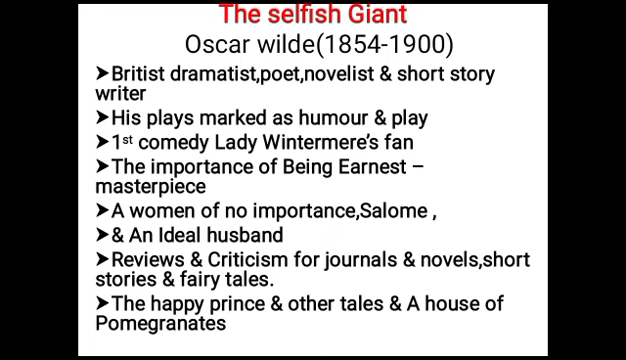 The selfish Giant
Oscar wilde(1854-1900)
➤Britist dramatist,poet,novelist & short story
writer
➤His plays marked as humour & play
➤1st comedy Lady Wintermere's fan
➤The importance of Being Earnest –
masterpiece
➤A women of no importance,Salome ,
➤& An Ideal husband
➤Reviews & Criticism for journals & novels,short
stories & fairy tales.
➤The happy prince & other tales & A house of
Pomegranates